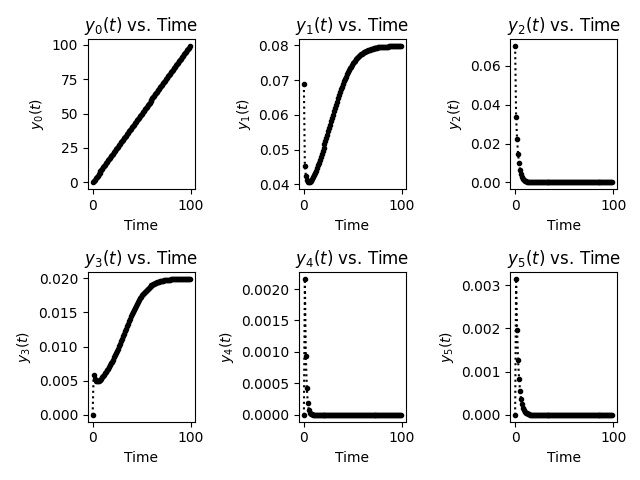 y₀(t) vs. Time
y₁(t) vs. Time
y₂(t) vs. Time
100
75
50
25
0
y₀(t)
0
100
Time
0.08
0.07
0.06
0.05
0.04
y₁(t)
0
100
Time
0.06
0.04
0.02
0.00
y₂(t)
0
100
Time
y₃(t) vs. Time
y₄(t) vs. Time
y₅(t) vs. Time
0.020
0.015
0.010
0.005
0.000
y₃(t)
0
100
Time
0.0020
0.0015
0.0010
0.0005
0.0000
y₄(t)
0
100
Time
0.003
0.002
0.001
0.000
y₅(t)
0
100
Time